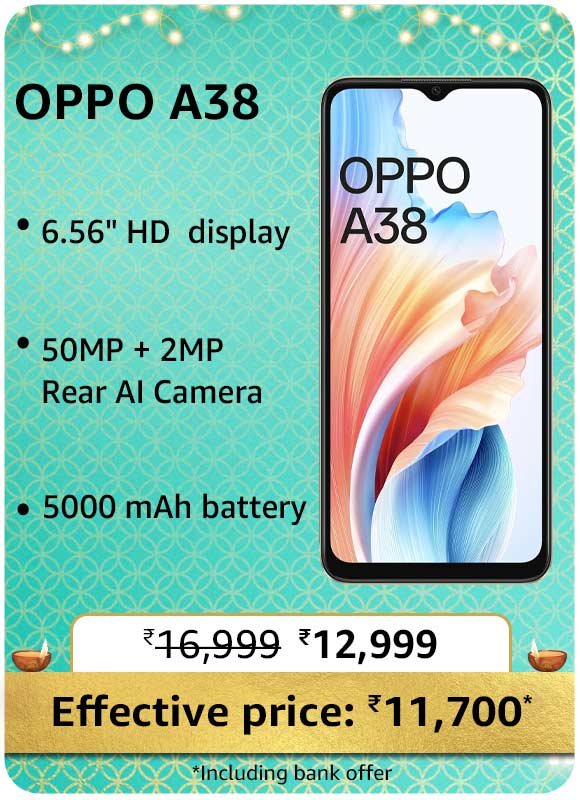 OPPO A38
• 6.56" HD display
• 50MP + 2MP
Rear AI Camera
• 5000 mAh battery
OPPO
A38
₹16,999 ₹12,999
Effective price: ₹11,700*
*Including bank offer